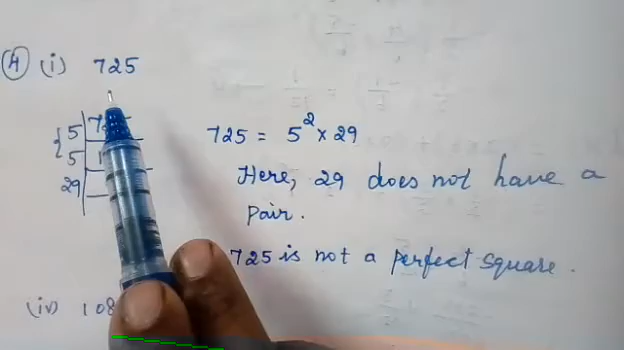 4 (i) 725
5
5
29
725 = 5² × 29
Here, 29 does not have a
pair.
725 is not a perfect square.
(iv) 108